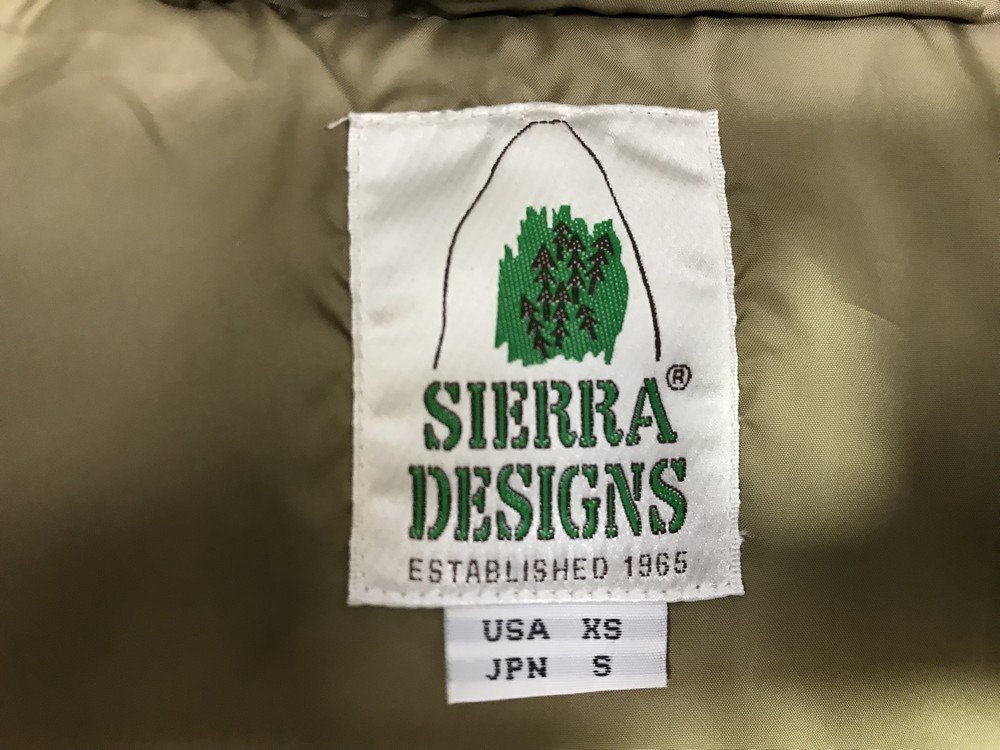 SIERRA®
DESIGNS
ESTABLISHED 1965
USA XS
JPN S